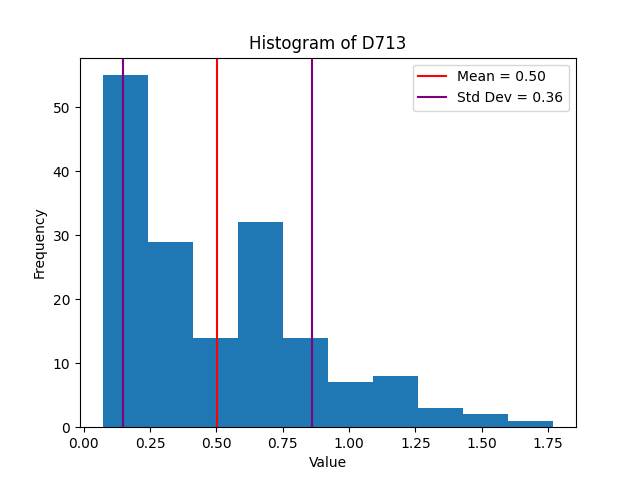 Histogram of D713
Mean = 0.50
Std Dev = 0.36
Frequency
50
40
30
20
10
0
0.00 0.25 0.50 0.75 1.00 1.25 1.50 1.75
Value